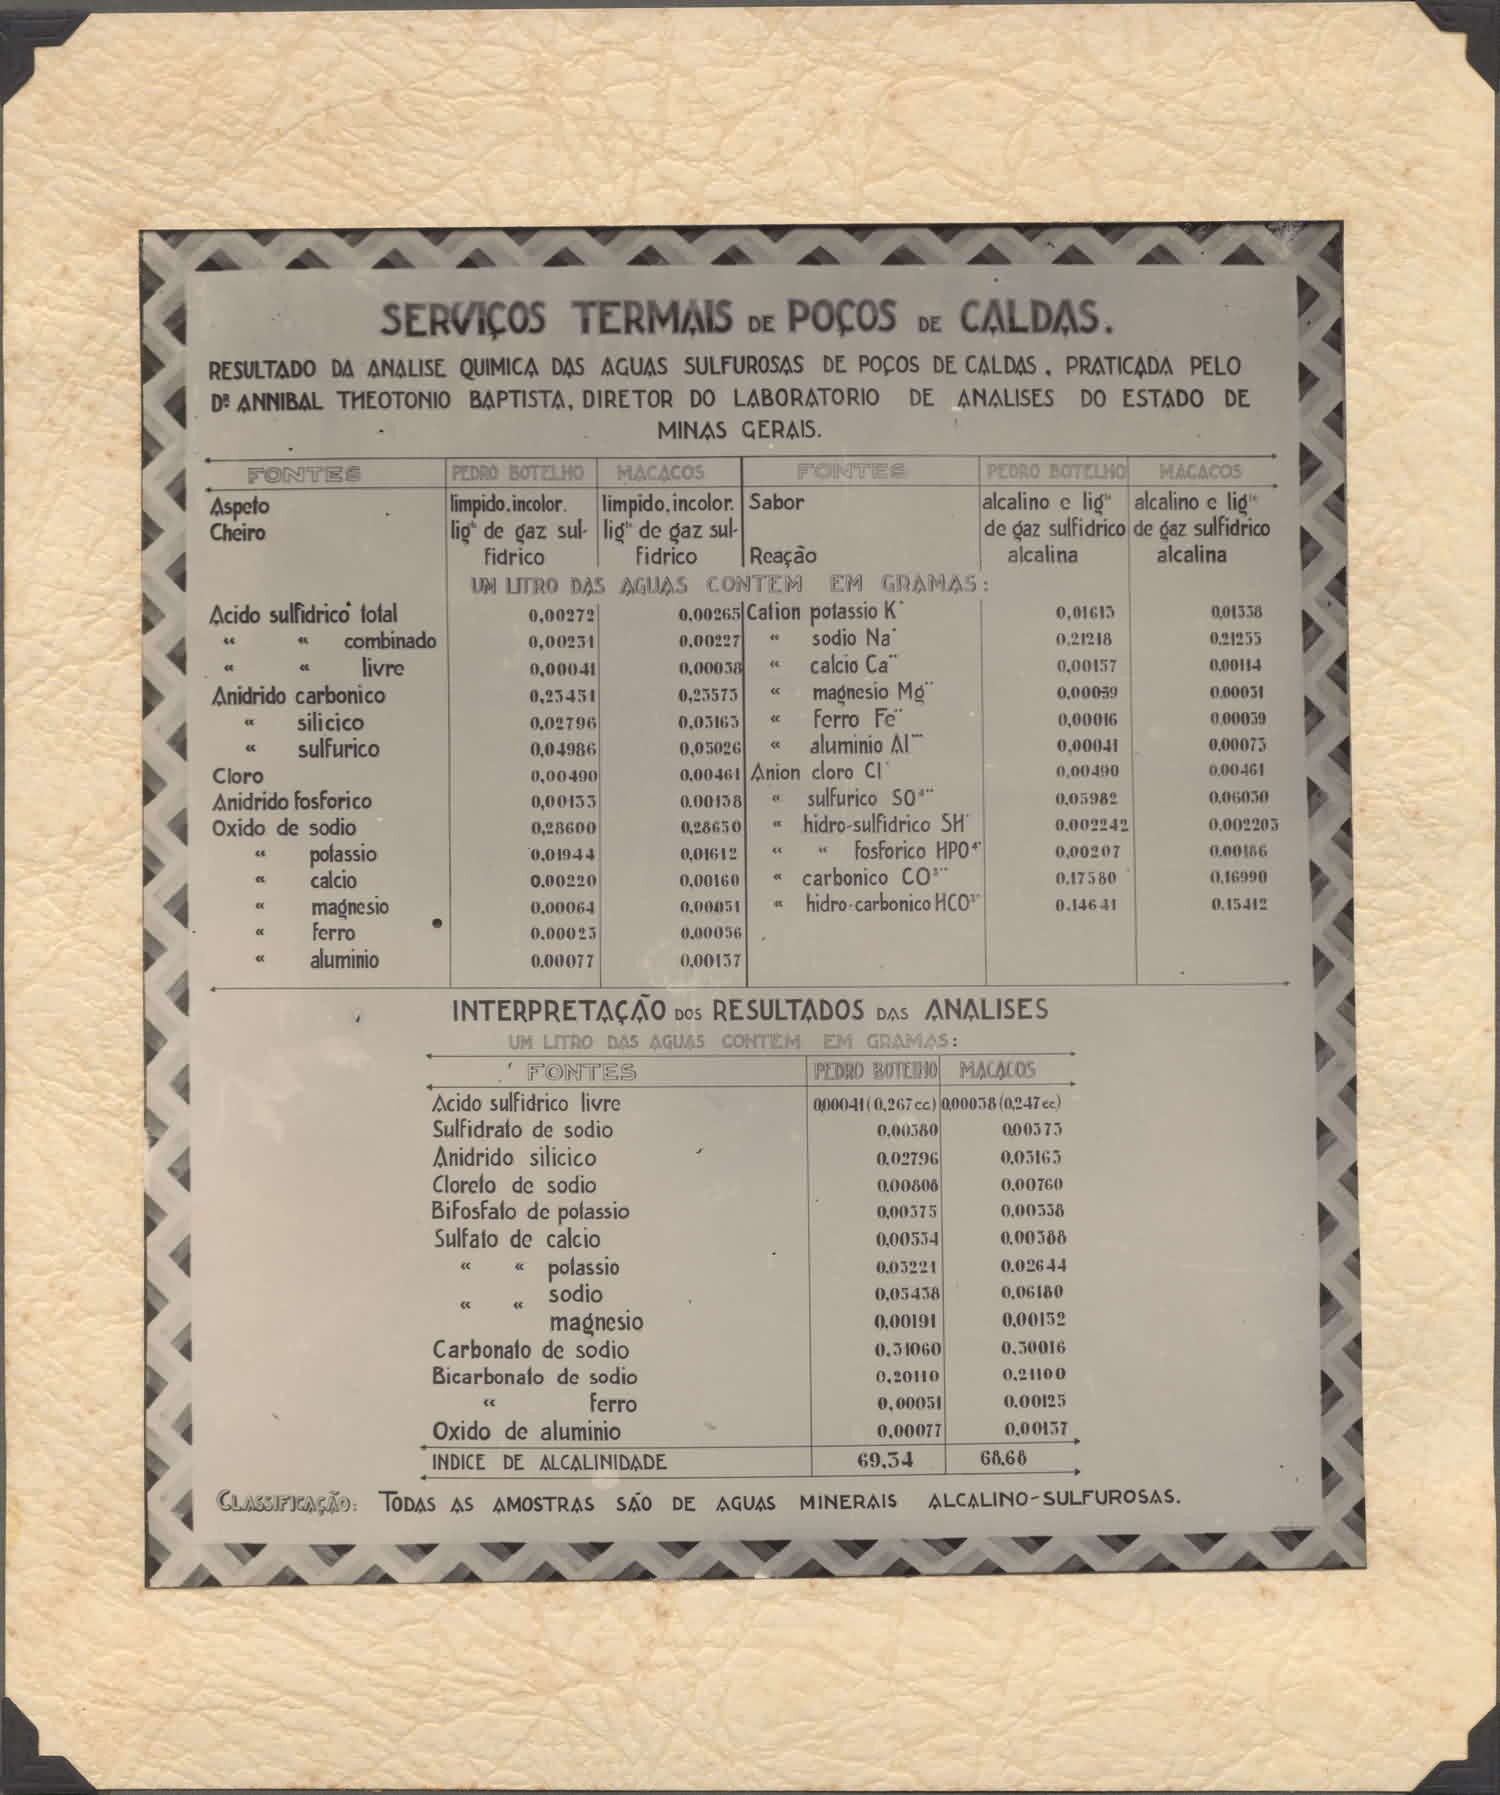 SERVIÇOS TERMAIS DE POÇOS DE CALDAS.
RESULTADO DA ANALISE QUIMICA DAS AGUAS SULFUROSAS DE POÇOS DE CALDAS, PRATICADA PELO
Dr. ANNIBAL THEOTONIO BAPTISTA, DIRETOR DO LABORATORIO DE ANALISES DO ESTADO DE
MINAS GERAIS.
FONTES PEDRO BOTELHO MACACOS FONTES PEDRO BOTELHO MACACOS
Aspeto limpido, incolor. limpido, incolor. Sabor alcalino e ligte alcalino e ligte
Cheiro ligte de gaz sul- ligte de gaz sul- de gaz sulfidrico de gaz sulfidrico
fidrico fidrico Reação alcalina alcalina
UM LITRO DAS AGUAS CONTEM EM GRAMAS:
Acido sulfidrico total 0,00272 0,00265 Cation potassio K˙ 0,01613 0,01338
“ “ combinado 0,00231 0,00227 “ sodio Na˙ 0,21218 0,21255
“ “ livre 0,00041 0,00038 “ calcio Ca˙˙ 0,00157 0,00114
Anidrido carbonico 0,23451 0,23573 “ magnesio Mg˙˙ 0,00039 0,00031
“ silicico 0,02796 0,03163 “ ferro Fe˙˙ 0,00016 0,00039
“ sulfurico 0,04986 0,05026 “ aluminio Al˙˙˙ 0,00041 0,00073
Cloro 0,00490 0,00461 Anion cloro Cl' 0,00490 0,00461
Anidrido fosforico 0,00153 0,00138 “ sulfurico SO⁴'' 0,05982 0,06030
Oxido de sodio 0,28600 0,28650 “ hidro-sulfidrico SH' 0,002242 0,002203
“ potassio 0,01944 0,01612 “ “ fosforico HPO⁴'' 0,00207 0,00186
“ calcio 0,00220 0,00160 “ carbonico CO³'' 0,17580 0,16990
“ magnesio 0,00064 0,00051 “ hidro-carbonico HCO³' 0,14641 0,15412
“ ferro 0,00023 0,00056
“ aluminio 0,00077 0,00137
INTERPRETAÇÃO DOS RESULTADOS DAS ANALISES
UM LITRO DAS AGUAS CONTEM EM GRAMAS:
FONTES PEDRO BOTELHO MACACOS
Acido sulfidrico livre 0,00041 (0,267cc) 0,00038 (0,247cc)
Sulfidrato de sodio 0,00380 0,00373
Anidrido silicico 0,02796 0,03163
Cloreto de sodio 0,00808 0,00760
Bifosfato de potassio 0,00375 0,00338
Sulfato de calcio 0,00534 0,00388
“ “ potassio 0,03221 0,02644
“ “ sodio 0,05438 0,06180
magnesio 0,00191 0,00152
Carbonato de sodio 0,31060 0,30016
Bicarbonato de sodio 0,20110 0,21100
“ ferro 0,00051 0,00125
Oxido de aluminio 0,00077 0,00137
INDICE DE ALCALINIDADE 69,34 68,68
CLASSIFICAÇÃO: TODAS AS AMOSTRAS SÃO DE AGUAS MINERAIS ALCALINO-SULFUROSAS.